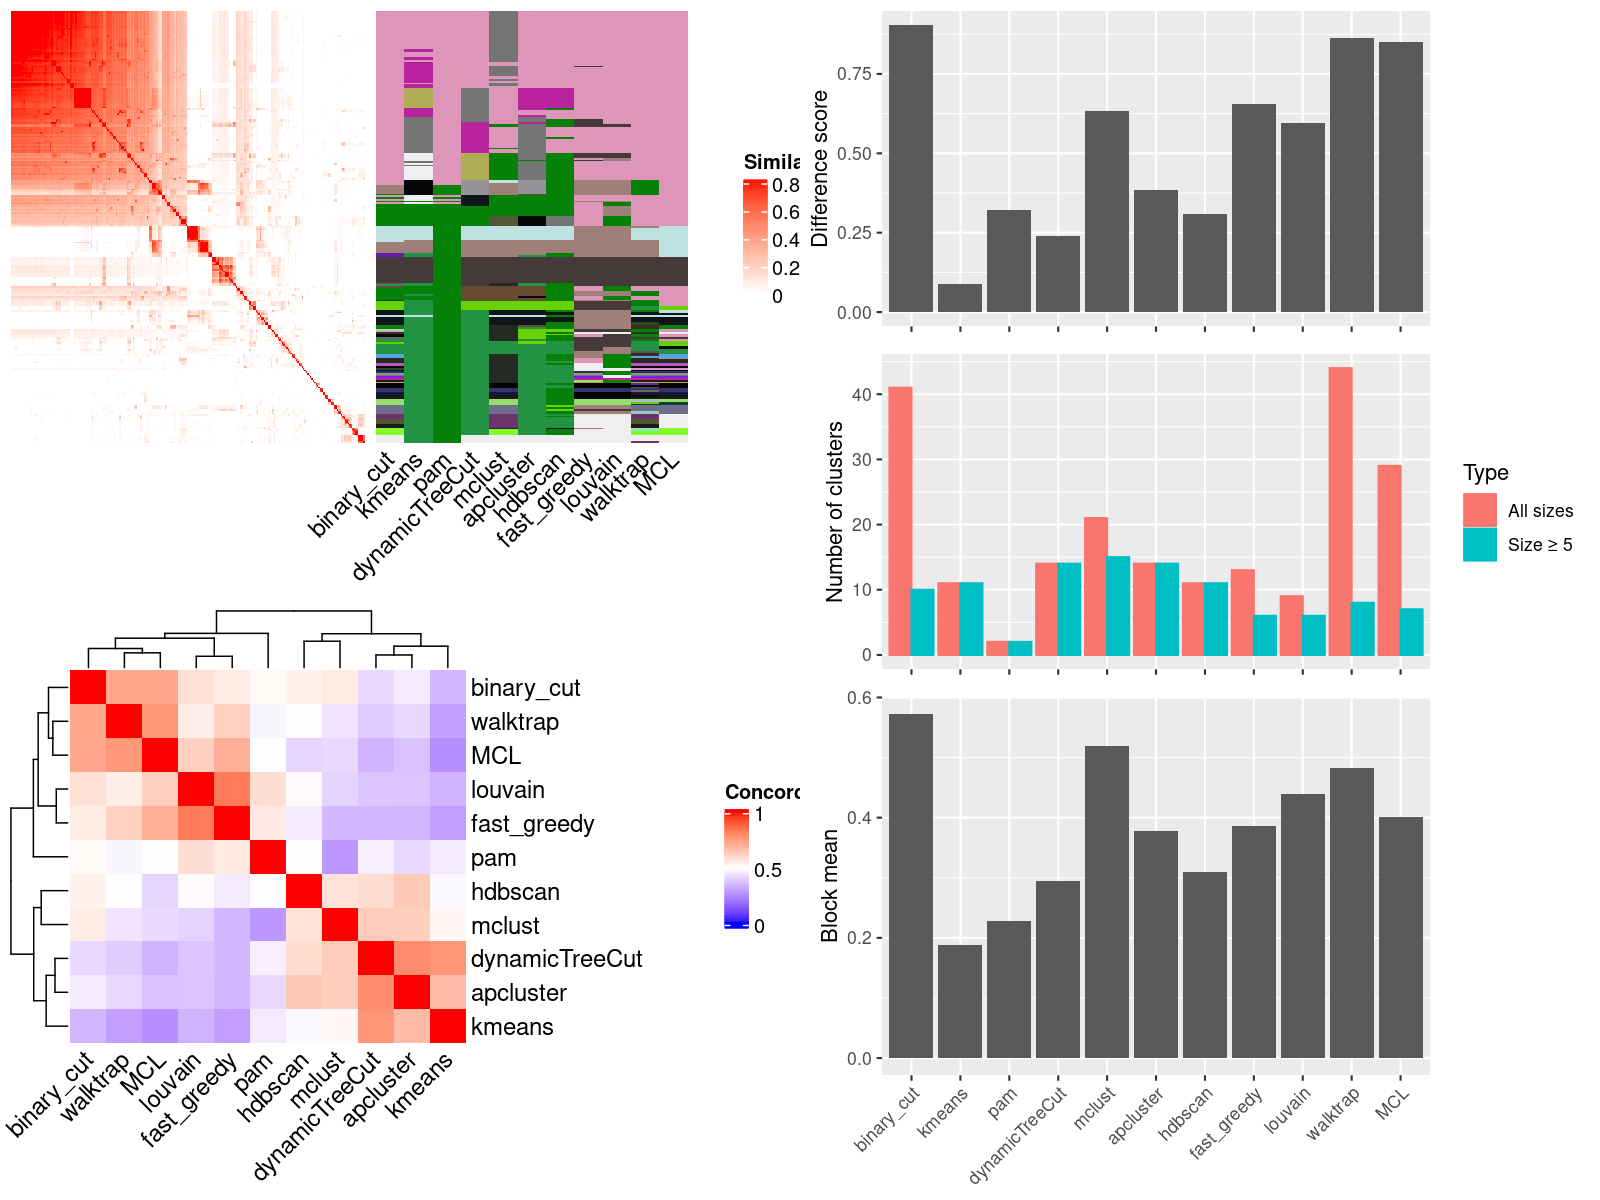 Simila
0.8
0.6
0.4
0.2
0
binary_cut
kmeans
pam
dynamicTreeCut
mclust
apcluster
hdbscan
fast_greedy
louvain
walktrap
MCL
Difference score
0.75
0.50
0.25
0.00
Number of clusters
40
30
20
10
0
Type
All sizes
Size ≥ 5
binary_cut
walktrap
MCL
louvain
fast_greedy
pam
hdbscan
mclust
dynamicTreeCut
apcluster
kmeans
binary_cut
walktrap
MCL
louvain
fast_greedy
pam
hdbscan
mclust
dynamicTreeCut
apcluster
kmeans
Concord
1
0.5
0
Block mean
0.6
0.4
0.2
0.0
binary_cut
kmeans
pam
dynamicTreeCut
mclust
apcluster
hdbscan
fast_greedy
louvain
walktrap
MCL